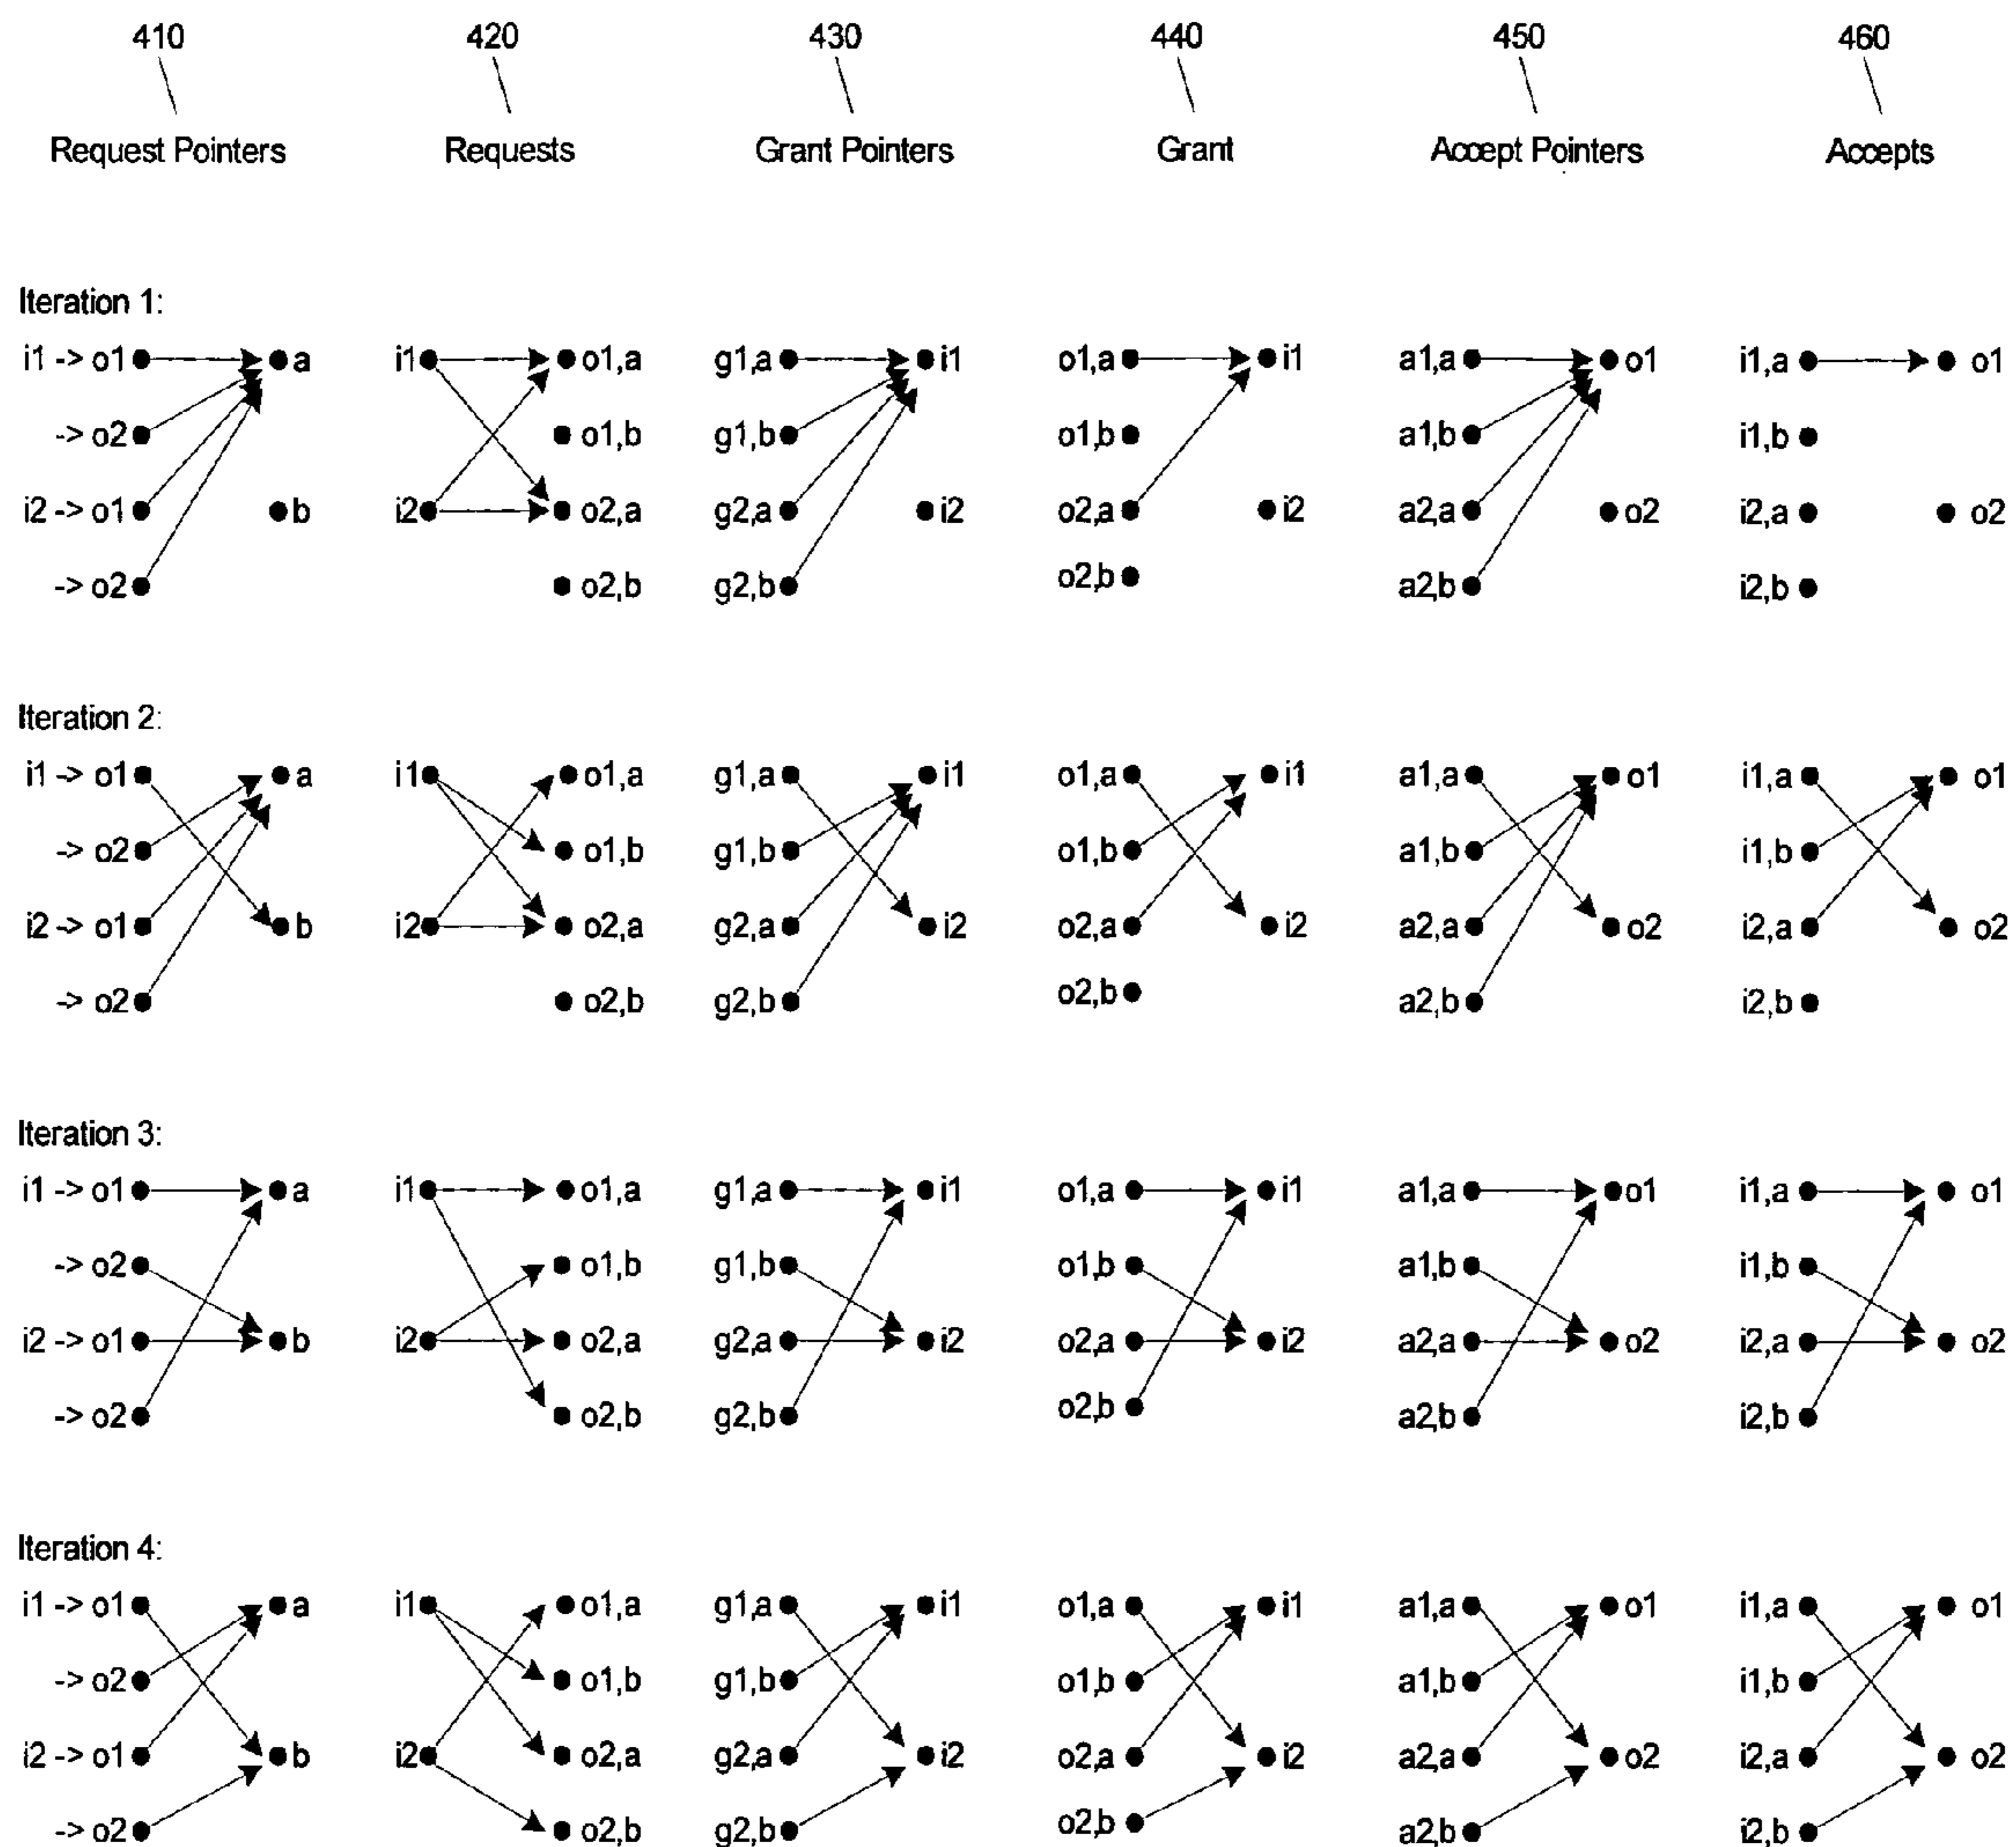 410 420 430 440 450 460
Request Pointers Requests Grant Pointers Grant Accept Pointers Accepts
Iteration 1:
i1 -> o1 a i1 o1,a g1,a i1 o1,a i1 a1,a o1 i1,a o1
-> o2 o1,b g1,b o1,b a1,b i1,b
i2 -> o1 b i2 o2,a g2,a i2 o2,a i2 a2,a o2 i2,a o2
-> o2 o2,b g2,b o2,b a2,b i2,b
Iteration 2:
i1 -> o1 a i1 o1,a g1,a i1 o1,a i1 a1,a o1 i1,a o1
-> o2 o1,b g1,b o1,b a1,b i1,b
i2 -> o1 b i2 o2,a g2,a i2 o2,a i2 a2,a o2 i2,a o2
-> o2 o2,b g2,b o2,b a2,b i2,b
Iteration 3:
i1 -> o1 a i1 o1,a g1,a i1 o1,a i1 a1,a o1 i1,a o1
-> o2 o1,b g1,b o1,b a1,b i1,b
i2 -> o1 b i2 o2,a g2,a i2 o2,a i2 a2,a o2 i2,a o2
-> o2 o2,b g2,b o2,b a2,b i2,b
Iteration 4:
i1 -> o1 a i1 o1,a g1,a i1 o1,a i1 a1,a o1 i1,a o1
-> o2 o1,b g1,b o1,b a1,b i1,b
i2 -> o1 b i2 o2,a g2,a i2 o2,a i2 a2,a o2 i2,a o2
-> o2 o2,b g2,b o2,b a2,b i2,b